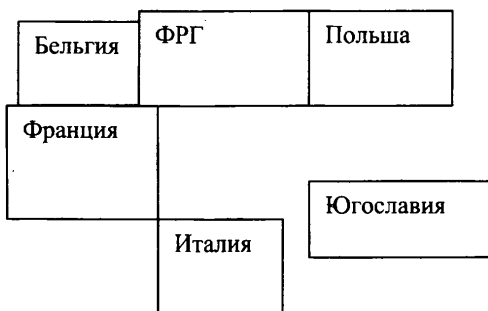 Бельгия
ФРГ
Польша
Франция
Югославия
Италия